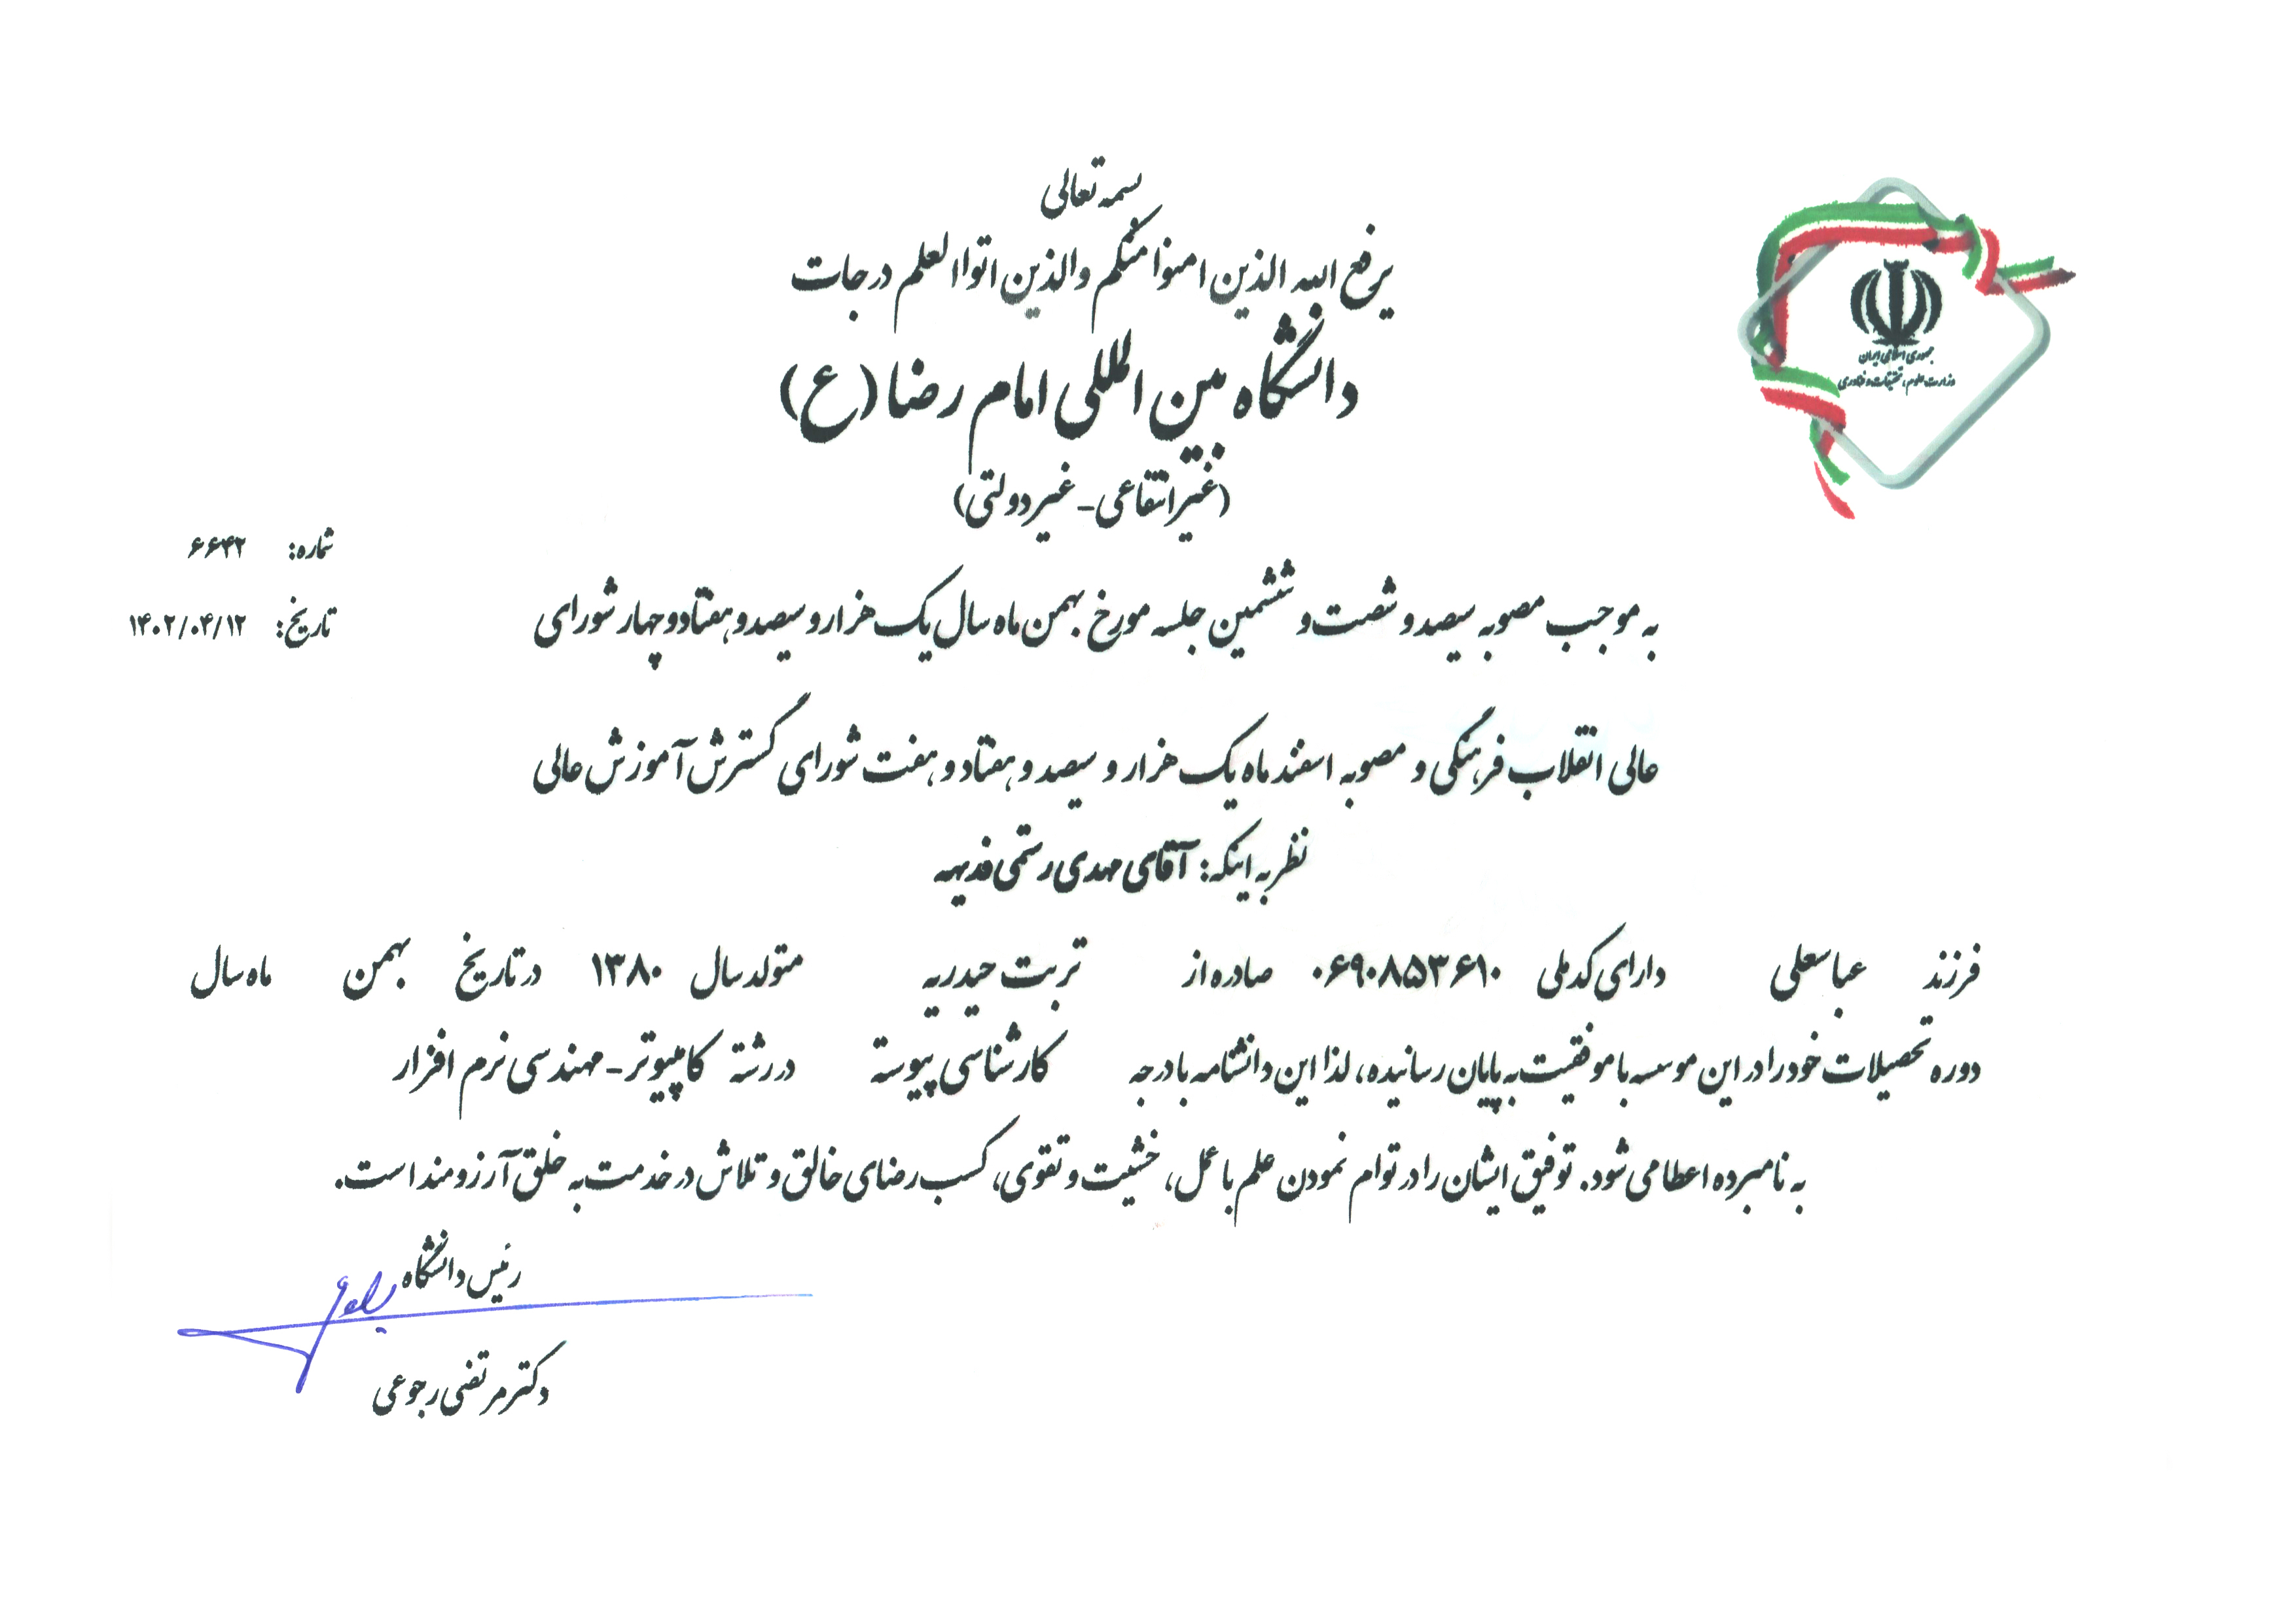 بسمه تعالی
یرفع الله الذین امنوا منکم والذین اتوا العلم درجات
دانشگاه بین المللی امام رضا (ع)
(غیرانتفاعی - غیردولتی)
جمهوری اسلامی ایران
وزارت علوم، تحقیقات و فناوری
شماره: ۶۶۴۲
تاریخ: ۱۴۰۲/۰۴/۱۲
به موجب مصوبه سیصد و شصت و ششمین جلسه مورخ بهمن ماه سال یک هزار و سیصد و هفتاد و چهار شورای
عالی انقلاب فرهنگی و مصوبه اسفند ماه یک هزار و سیصد و هفتاد و هفت شورای گسترش آموزش عالی
نظر به اینکه: آقای مهدی رستمی فدیهه
فرزند عباسعلی دارای کد ملی ۰۶۹۰۸۵۳۶۱۰ صادره از تربت حیدریه متولد سال ۱۳۸۰ در تاریخ بهمن ماه سال
دوره تحصیلات خود را در این موسسه با موفقیت به پایان رسانیده، لذا این دانشنامه با درجه کارشناسی پیوسته در رشته کامپیوتر - مهندسی نرم افزار
به نامبرده اعطا می شود. توفیق ایشان را در توام نمودن علم با عمل، خشیت و تقوی، کسب رضای خالق و تلاش در خدمت به خلق آرزومند است.
رئیس دانشگاه
دکتر مرتضی رجوعی